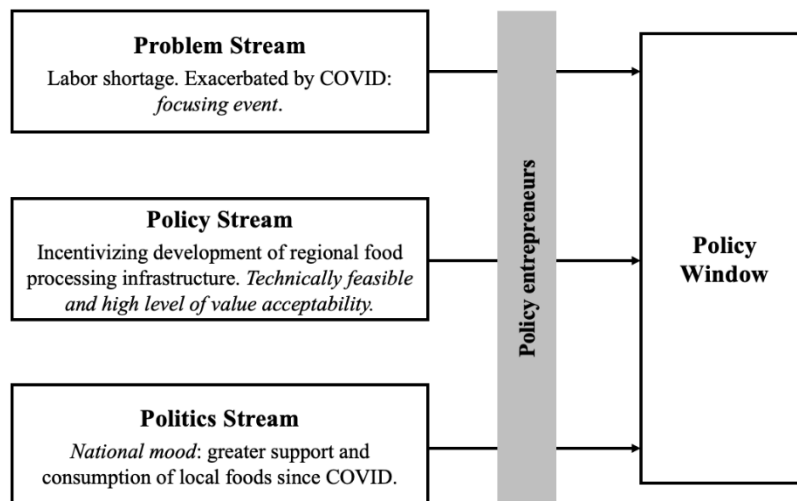 Problem Stream
Labor shortage. Exacerbated by COVID:
focusing event.
Policy Stream
Incentivizing development of regional food
processing infrastructure. Technically feasible
and high level of value acceptability.
Politics Stream
National mood: greater support and
consumption of local foods since COVID.
Policy entrepreneurs
Policy
Window